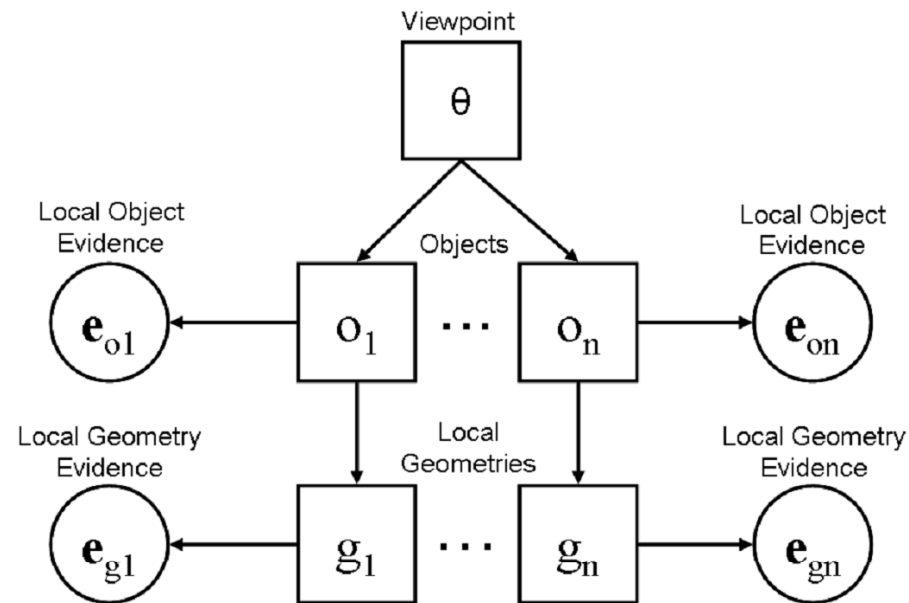 Viewpoint
θ
Local Object
Evidence
Objects
Local Object
Evidence
e_o1
o_1
...
o_n
e_on
Local Geometry
Evidence
Local
Geometries
Local Geometry
Evidence
e_g1
g_1
...
g_n
e_gn